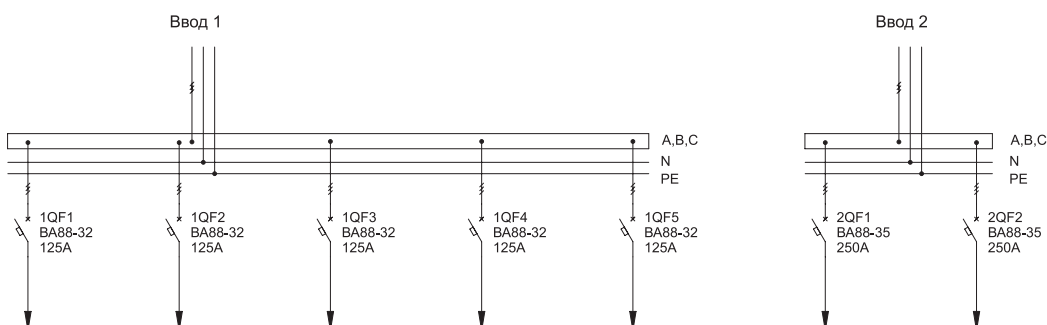 Ввод 1
Ввод 2
A,B,C
N
PE
A,B,C
N
PE
1QF1
ВА88-32
125А
1QF2
ВА88-32
125А
1QF3
ВА88-32
125А
1QF4
ВА88-32
125А
1QF5
ВА88-32
125А
2QF1
ВА88-35
250А
2QF2
ВА88-35
250А